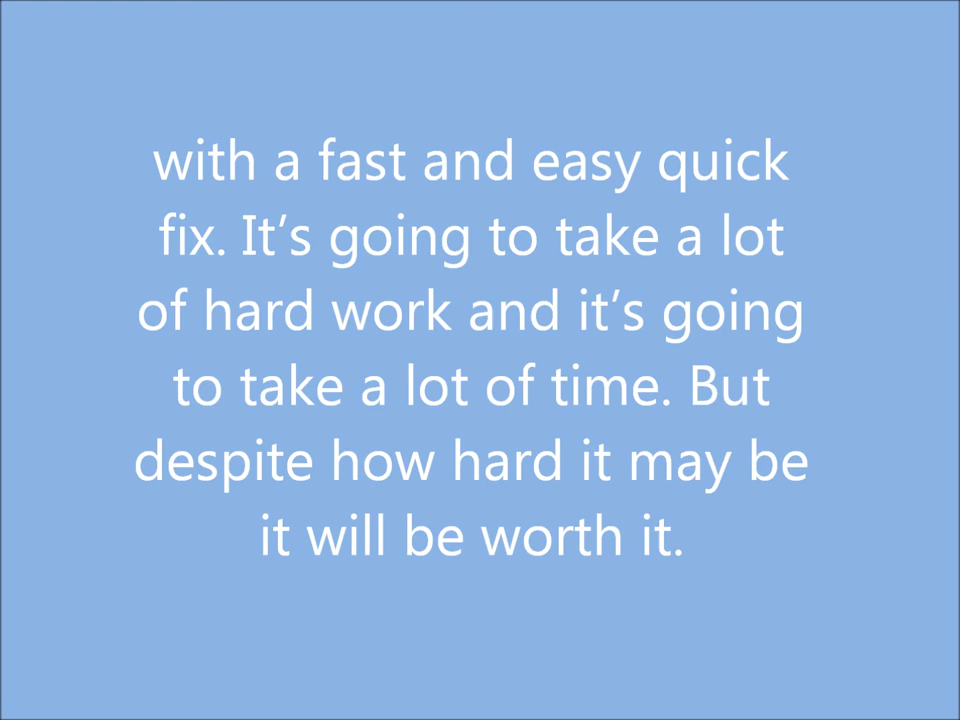 with a fast and easy quick
fix. It’s going to take a lot
of hard work and it’s going
to take a lot of time. But
despite how hard it may be
it will be worth it.